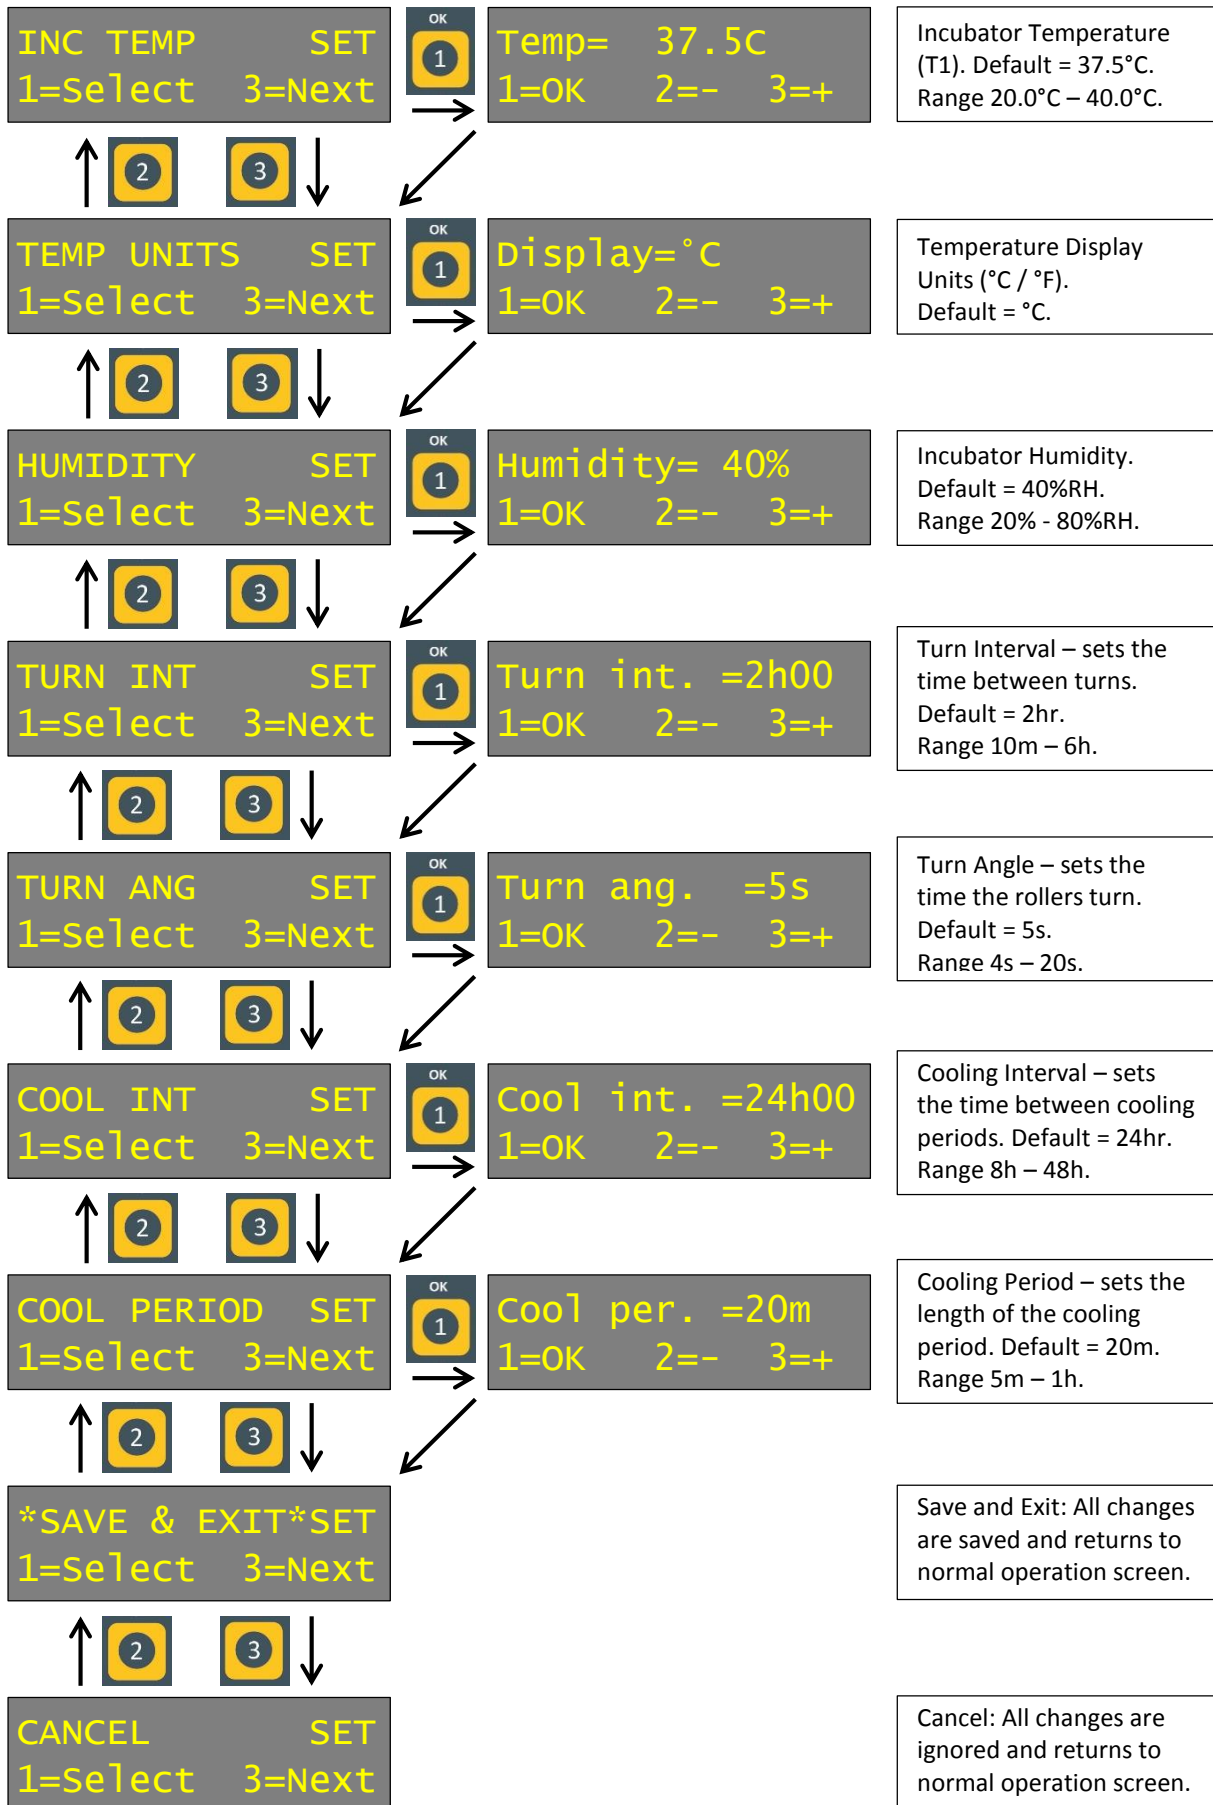 INC TEMP SET
1=Select 3=Next
OK
1
Temp= 37.5C
1=OK 2=- 3=+
Incubator Temperature
(T1). Default = 37.5°C.
Range 20.0°C – 40.0°C.
2
3
TEMP UNITS SET
1=Select 3=Next
OK
1
Display=°C
1=OK 2=- 3=+
Temperature Display
Units (°C / °F).
Default = °C.
2
3
HUMIDITY SET
1=Select 3=Next
OK
1
Humidity= 40%
1=OK 2=- 3=+
Incubator Humidity.
Default = 40%RH.
Range 20% - 80%RH.
2
3
TURN INT SET
1=Select 3=Next
OK
1
Turn int. =2h00
1=OK 2=- 3=+
Turn Interval – sets the
time between turns.
Default = 2hr.
Range 10m – 6h.
2
3
TURN ANG SET
1=Select 3=Next
OK
1
Turn ang. =5s
1=OK 2=- 3=+
Turn Angle – sets the
time the rollers turn.
Default = 5s.
Range 4s – 20s.
2
3
COOL INT SET
1=Select 3=Next
OK
1
Cool int. =24h00
1=OK 2=- 3=+
Cooling Interval – sets
the time between cooling
periods. Default = 24hr.
Range 8h – 48h.
2
3
COOL PERIOD SET
1=Select 3=Next
OK
1
Cool per. =20m
1=OK 2=- 3=+
Cooling Period – sets the
length of the cooling
period. Default = 20m.
Range 5m – 1h.
2
3
*SAVE & EXIT*SET
1=Select 3=Next
Save and Exit: All changes
are saved and returns to
normal operation screen.
2
3
CANCEL SET
1=Select 3=Next
Cancel: All changes are
ignored and returns to
normal operation screen.